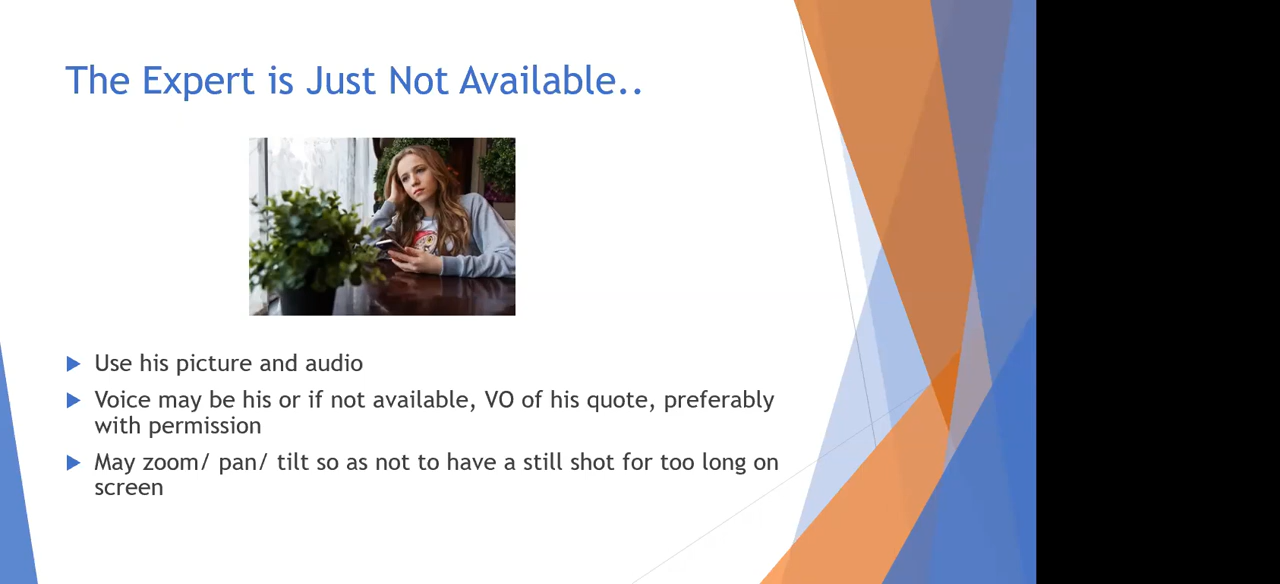 The Expert is Just Not Available..
Use his picture and audio
Voice may be his or if not available, VO of his quote, preferably
with permission
May zoom/ pan/ tilt so as not to have a still shot for too long on
screen